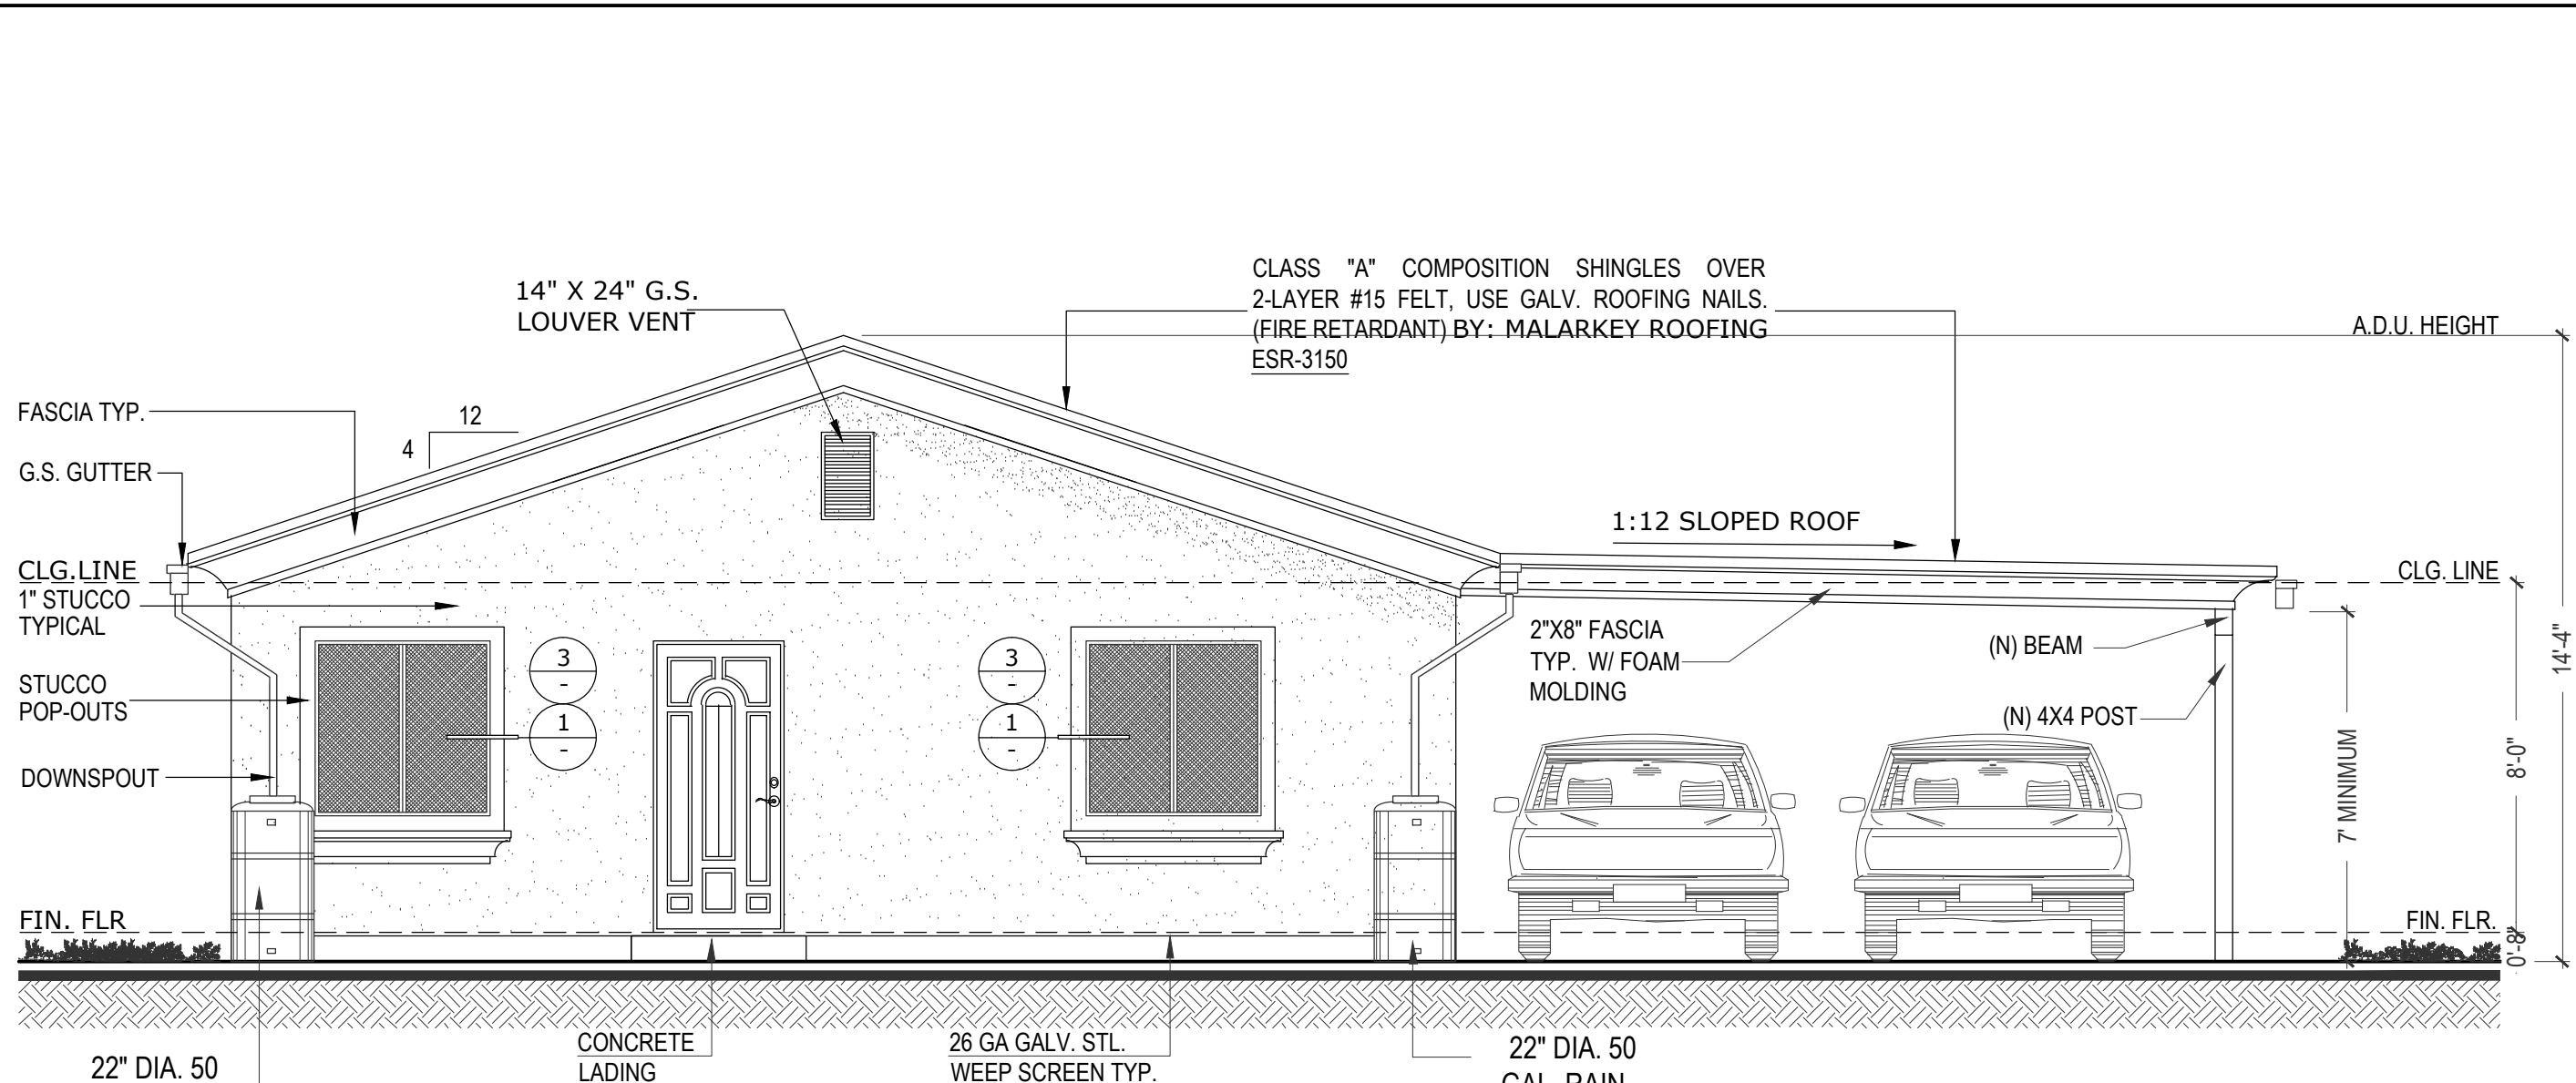 CLASS "A" COMPOSITION SHINGLES OVER
2-LAYER #15 FELT, USE GALV. ROOFING NAILS.
(FIRE RETARDANT) BY: MALARKEY ROOFING
ESR-3150
14" X 24" G.S.
LOUVER VENT
A.D.U. HEIGHT
FASCIA TYP.
12
4
G.S. GUTTER
1:12 SLOPED ROOF
CLG.LINE
CLG. LINE
1" STUCCO
TYPICAL
2"X8" FASCIA
TYP. W/ FOAM
MOLDING
(N) BEAM
14'-4"
3
-
1
-
3
-
1
-
STUCCO
POP-OUTS
(N) 4X4 POST
DOWNSPOUT
7' MINIMUM
8'-0"
FIN. FLR
FIN. FLR.
0'-8"
CONCRETE
LADING
26 GA GALV. STL.
WEEP SCREEN TYP.
22" DIA. 50
22" DIA. 50
GAL. RAIN